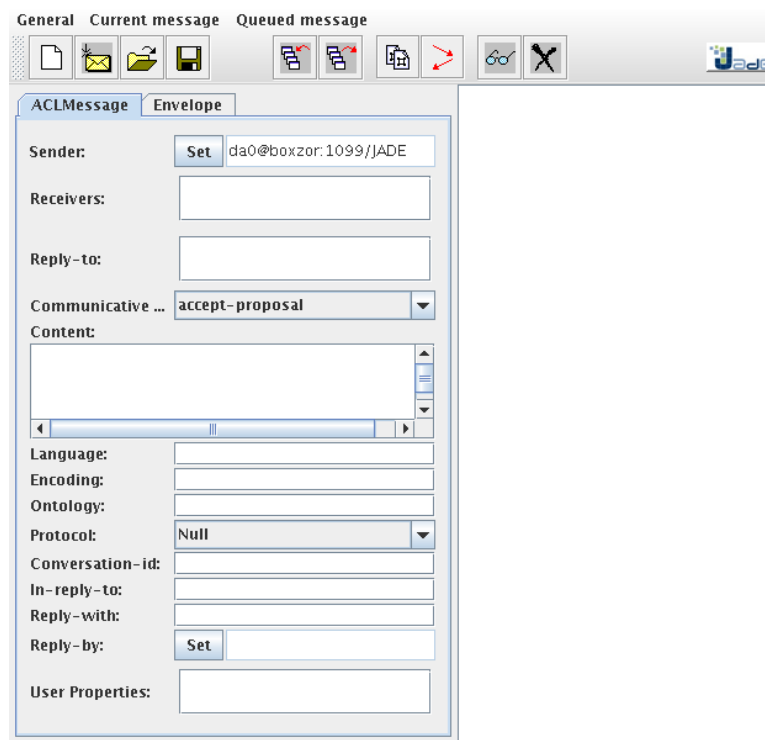 General Current message Queued message
Jade
ACLMessage Envelope
Sender: Set da0@boxzor:1099/JADE
Receivers:
Reply-to:
Communicative ... accept-proposal
Content:
Language:
Encoding:
Ontology:
Protocol: Null
Conversation-id:
In-reply-to:
Reply-with:
Reply-by: Set
User Properties: